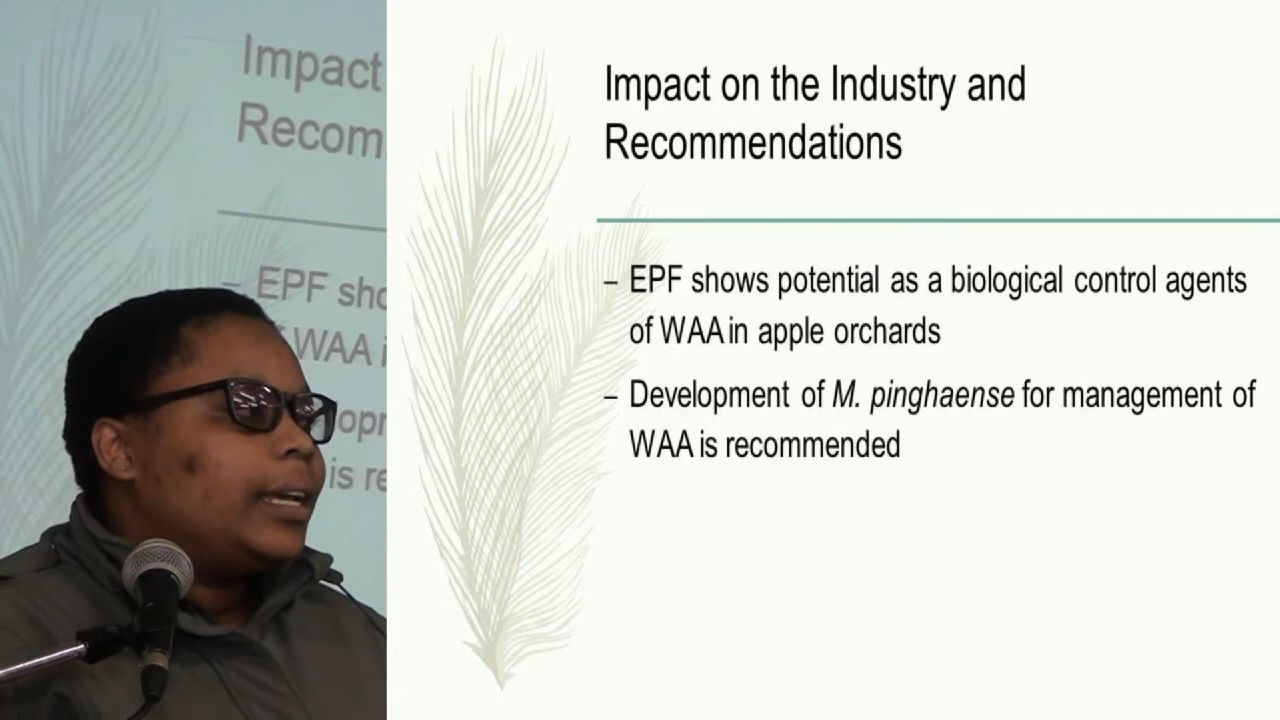 Impact
Recom
– EPF sho
WAA i
opr
is re
Impact on the Industry and
Recommendations
– EPF shows potential as a biological control agents
of WAA in apple orchards
– Development of M. pinghaense for management of
WAA is recommended